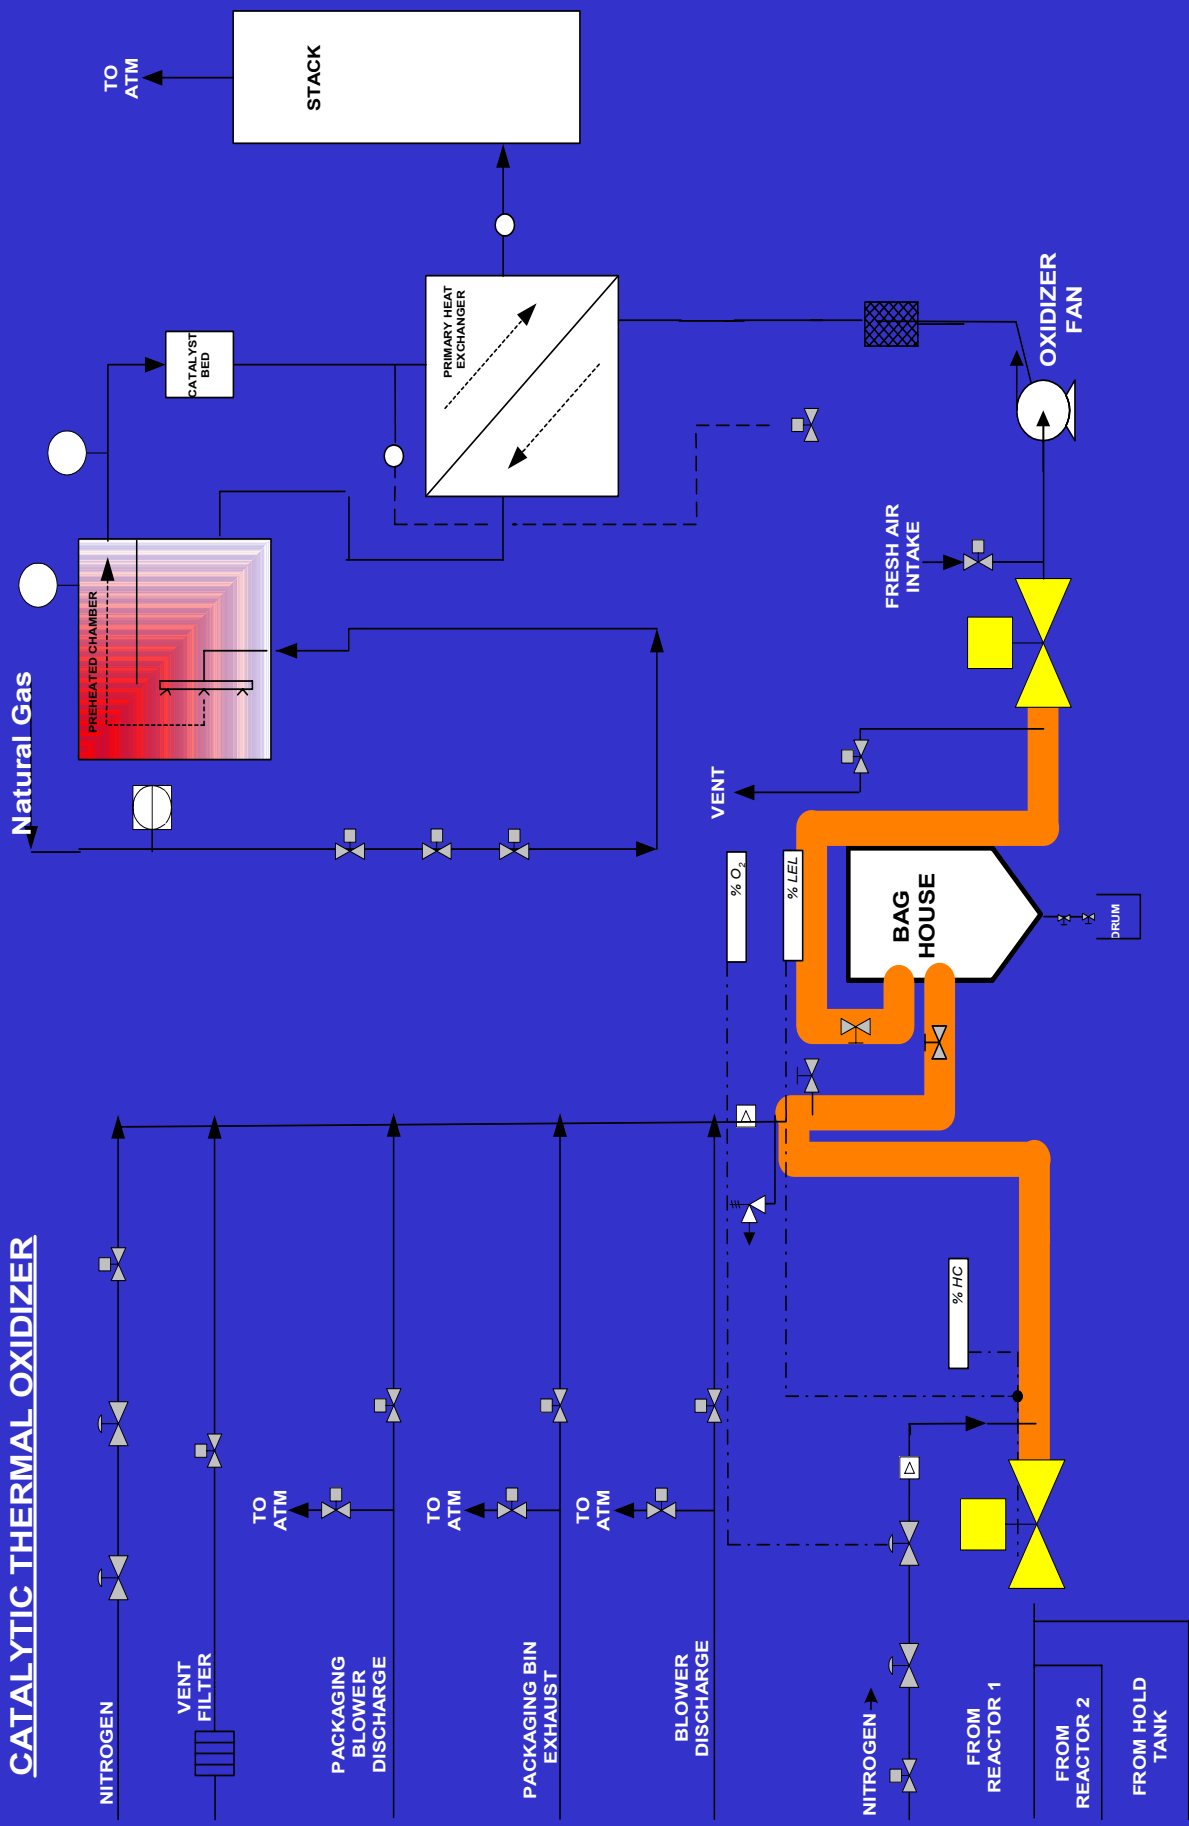 CATALYTIC THERMAL OXIDIZER
NITROGEN
VENT
FILTER
PACKAGING
BLOWER
DISCHARGE
PACKAGING BIN
EXHAUST
BLOWER
DISCHARGE
NITROGEN
FROM
REACTOR 1
FROM
REACTOR 2
FROM HOLD
TANK
TO
ATM
TO
ATM
TO
ATM
% HC
% O2
% LEL
BAG
HOUSE
DRUM
VENT
FRESH AIR
INTAKE
OXIDIZER
FAN
Natural Gas
PREHEATED CHAMBER
CATALYST
BED
PRIMARY HEAT
EXCHANGER
STACK
TO
ATM